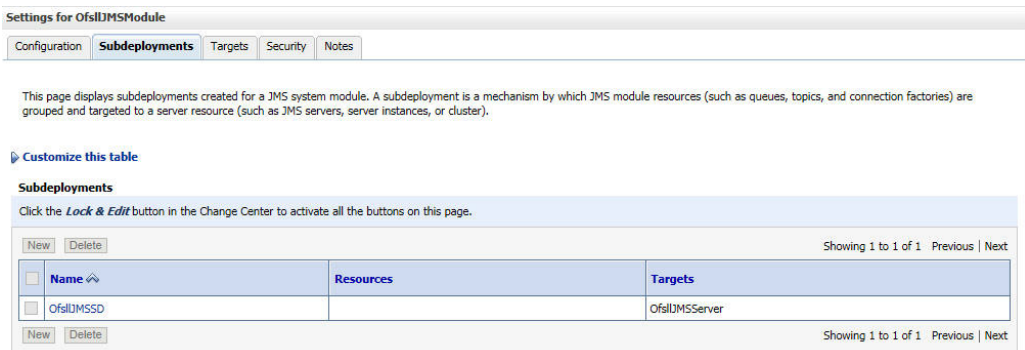 Settings for OfsllJMSModule
Configuration Subdeployments Targets Security Notes
This page displays subdeployments created for a JMS system module. A subdeployment is a mechanism by which JMS module resources (such as queues, topics, and connection factories) are
grouped and targeted to a server resource (such as JMS servers, server instances, or cluster).
Customize this table
Subdeployments
Click the Lock & Edit button in the Change Center to activate all the buttons on this page.
New Delete Showing 1 to 1 of 1 Previous | Next
Name Resources Targets
OfsllJMSSD OfsllJMSServer
New Delete Showing 1 to 1 of 1 Previous | Next